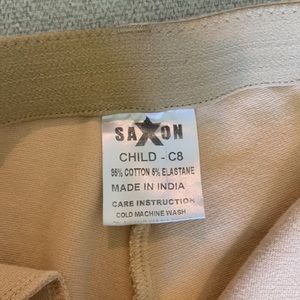 SAXON
CHILD - C8
95% COTTON 5% ELASTANE
MADE IN INDIA
CARE INSTRUCTION
COLD MACHINE WASH